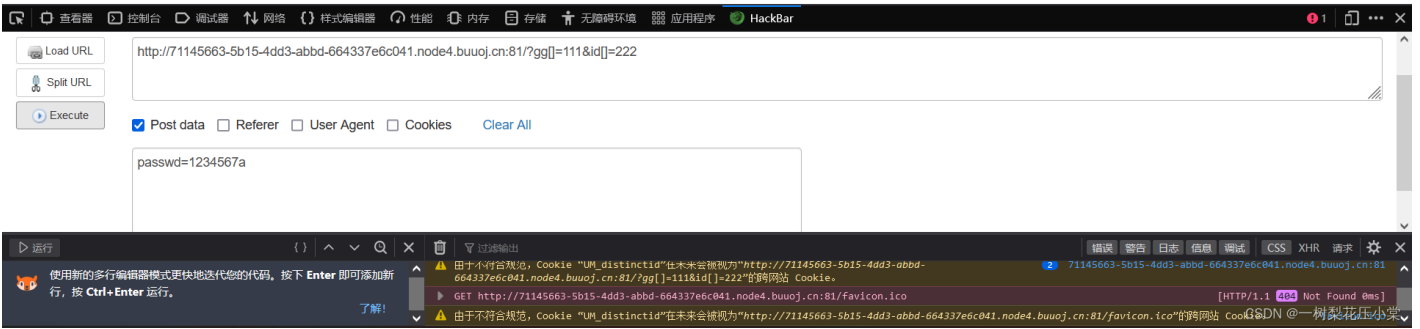 查看器 控制台 调试器 网络 {} 样式编辑器 性能 内存 存储 无障碍环境 应用程序 HackBar 1
Load URL
http://71145663-5b15-4dd3-abbd-664337e6c041.node4.buuoj.cn:81/?gg[]=111&id[]=222
Split URL
Execute
Post data Referer User Agent Cookies Clear All
passwd=1234567a
运行 过滤输出 错误 警告 日志 信息 调试 CSS XHR 请求
使用新的多行编辑器模式更快地迭代您的代码。按下 Enter 即可添加新
行，按 Ctrl+Enter 运行。
了解！
由于不符合规范，Cookie “UM_distinctid”在未来会被视为“http://71145663-5b15-4dd3-abbd- 2 71145663-5b15-4dd3-abbd-664337e6c041.node4.buuoj.cn:81
664337e6c041.node4.buuoj.cn:81/?gg[]=111&id[]=222”的跨网站 Cookie。
GET http://71145663-5b15-4dd3-abbd-664337e6c041.node4.buuoj.cn:81/favicon.ico [HTTP/1.1 404 Not Found 0ms]
由于不符合规范，Cookie “UM_distinctid”在未来会被视为“http://71145663-5b15-4dd3-abbd-664337e6c041.node4.buuoj.cn:81/favicon.ico”的跨网站 Cookie。
CSDN @一树梨花压小棠